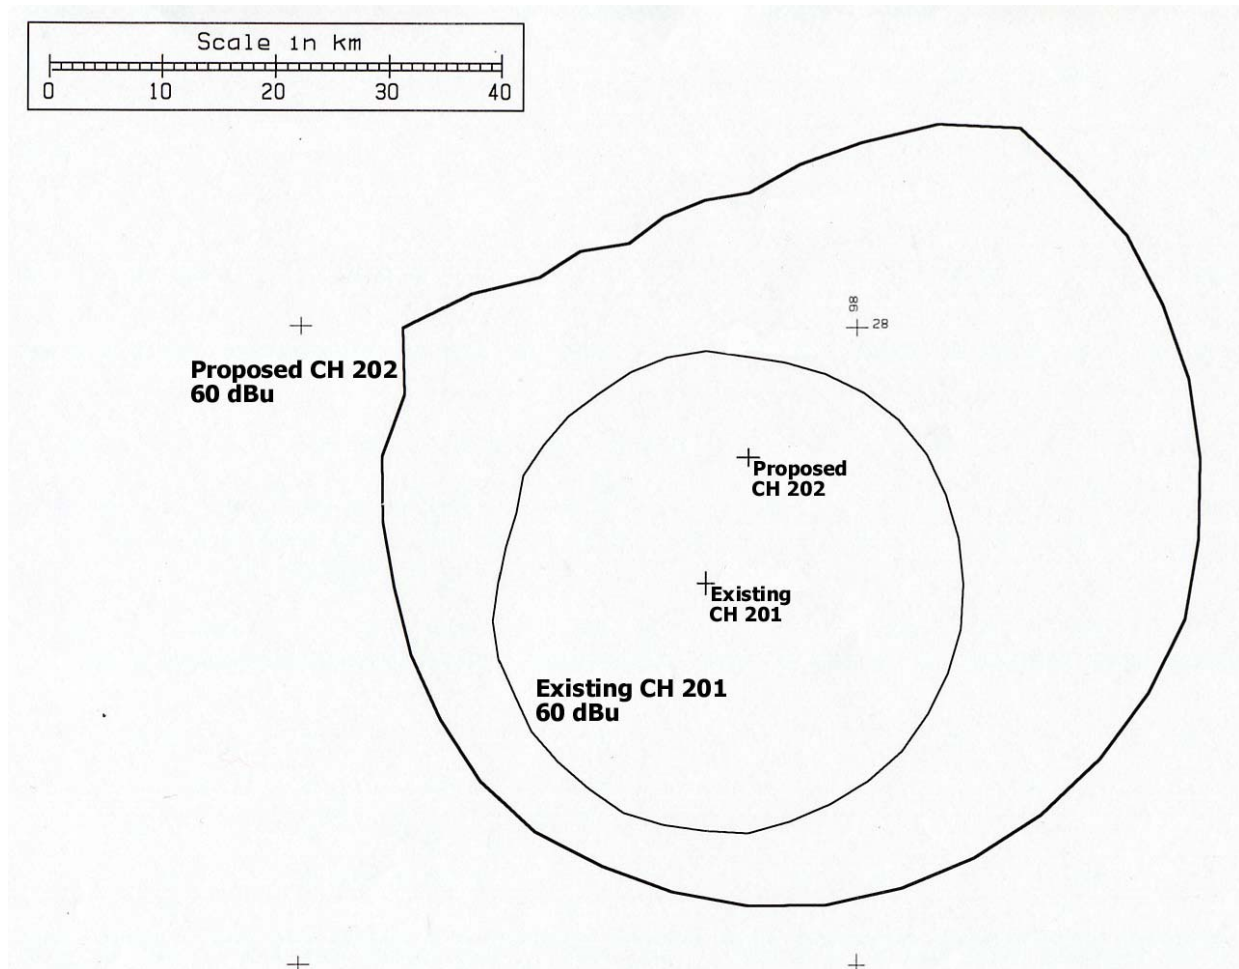 Scale in km
0 10 20 30 40
98
28
Proposed CH 202
60 dBu
Proposed
CH 202
Existing
CH 201
Existing CH 201
60 dBu